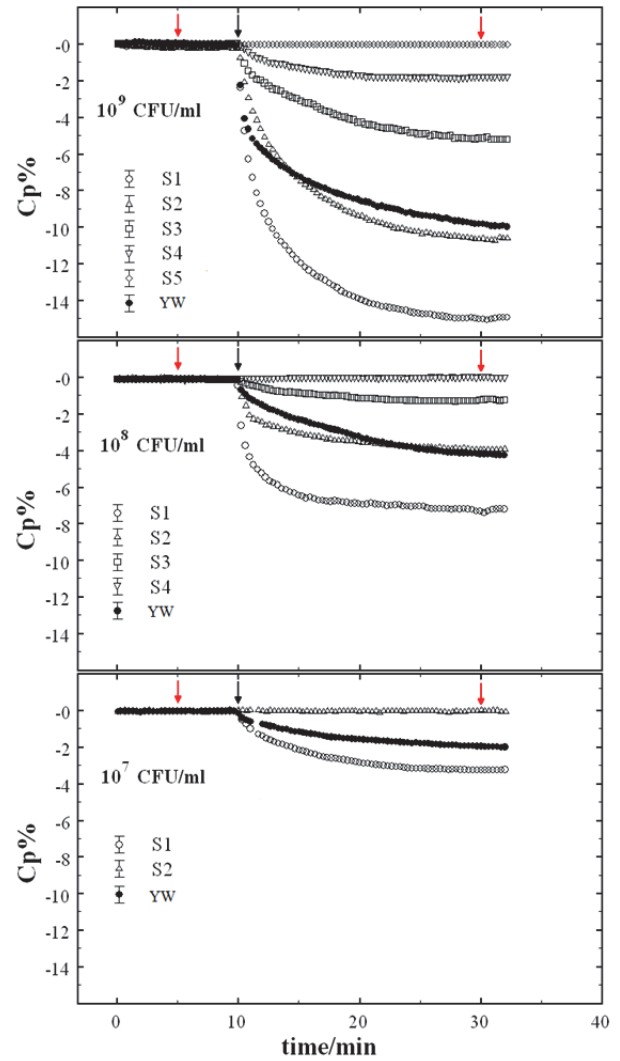 -0
-2
-4
-6
-8
-10
-12
-14
Cp%
10⁹ CFU/ml
S1
S2
S3
S4
S5
YW
-0
-2
-4
-6
-8
-10
-12
-14
Cp%
10⁸ CFU/ml
S1
S2
S3
S4
YW
-0
-2
-4
-6
-8
-10
-12
-14
Cp%
10⁷ CFU/ml
S1
S2
YW
0 10 20 30 40
time/min